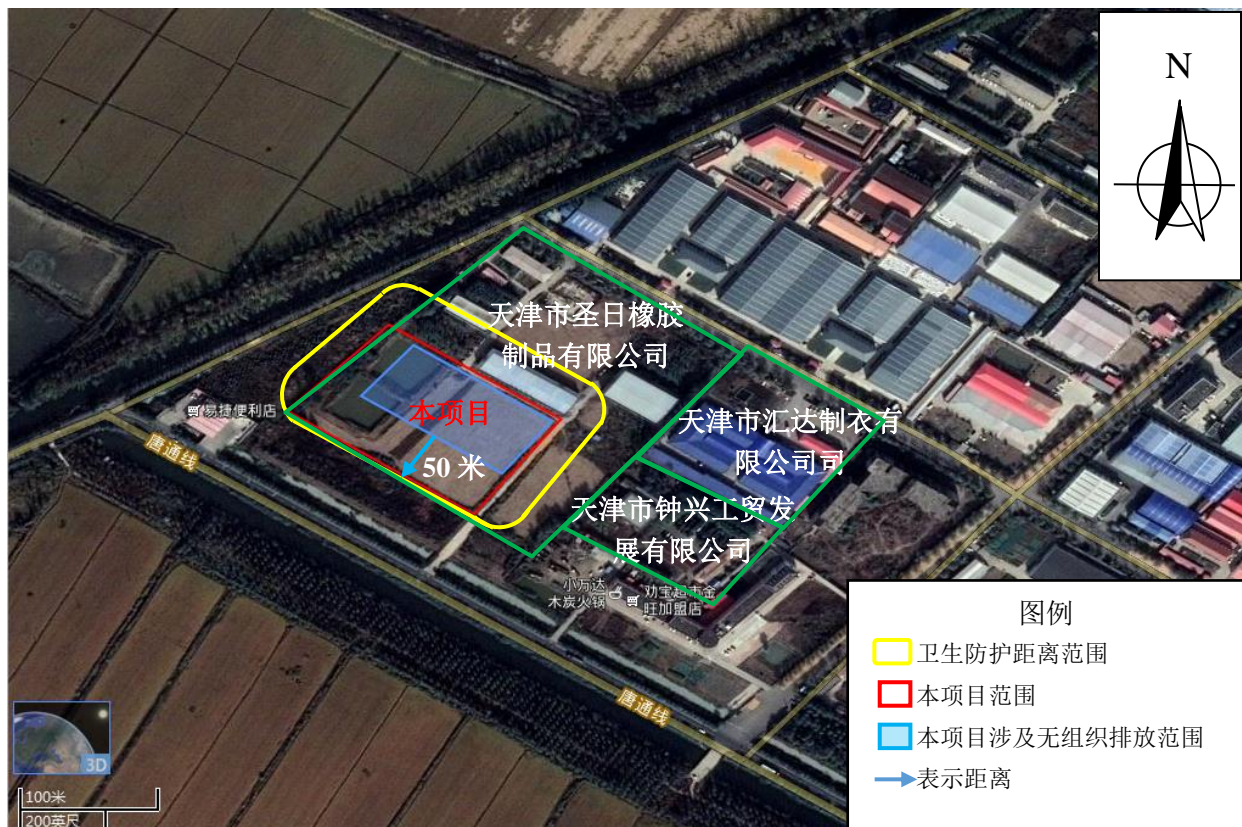 N
天津市圣日橡胶
制品有限公司
本项目
易捷便利店
天津市汇达制衣有
限公司司
50 米
唐通线
天津市钟兴工贸发
展有限公司
小万达
木炭火锅
劝宝超市金
旺加盟店
唐通线
图例
卫生防护距离范围
本项目范围
本项目涉及无组织排放范围
表示距离
3D
100米
200英尺